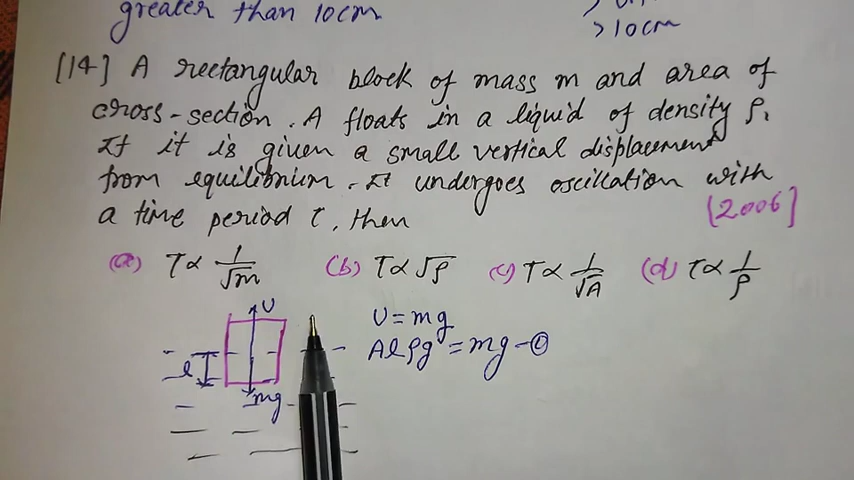 greater than 10cm
>10cm
[14] A rectangular block of mass m and area of
cross-section. A floats in a liquid of density ρ.
If it is given a small vertical displacement
from equilibrium. It undergoes oscillation with
a time period τ, then [2006]
(a) T∝ 1/√m (b) T∝√ρ (c) T∝ 1/√A (d) T∝ 1/ρ
U
U=mg
Alρg=mg-①
l
mg